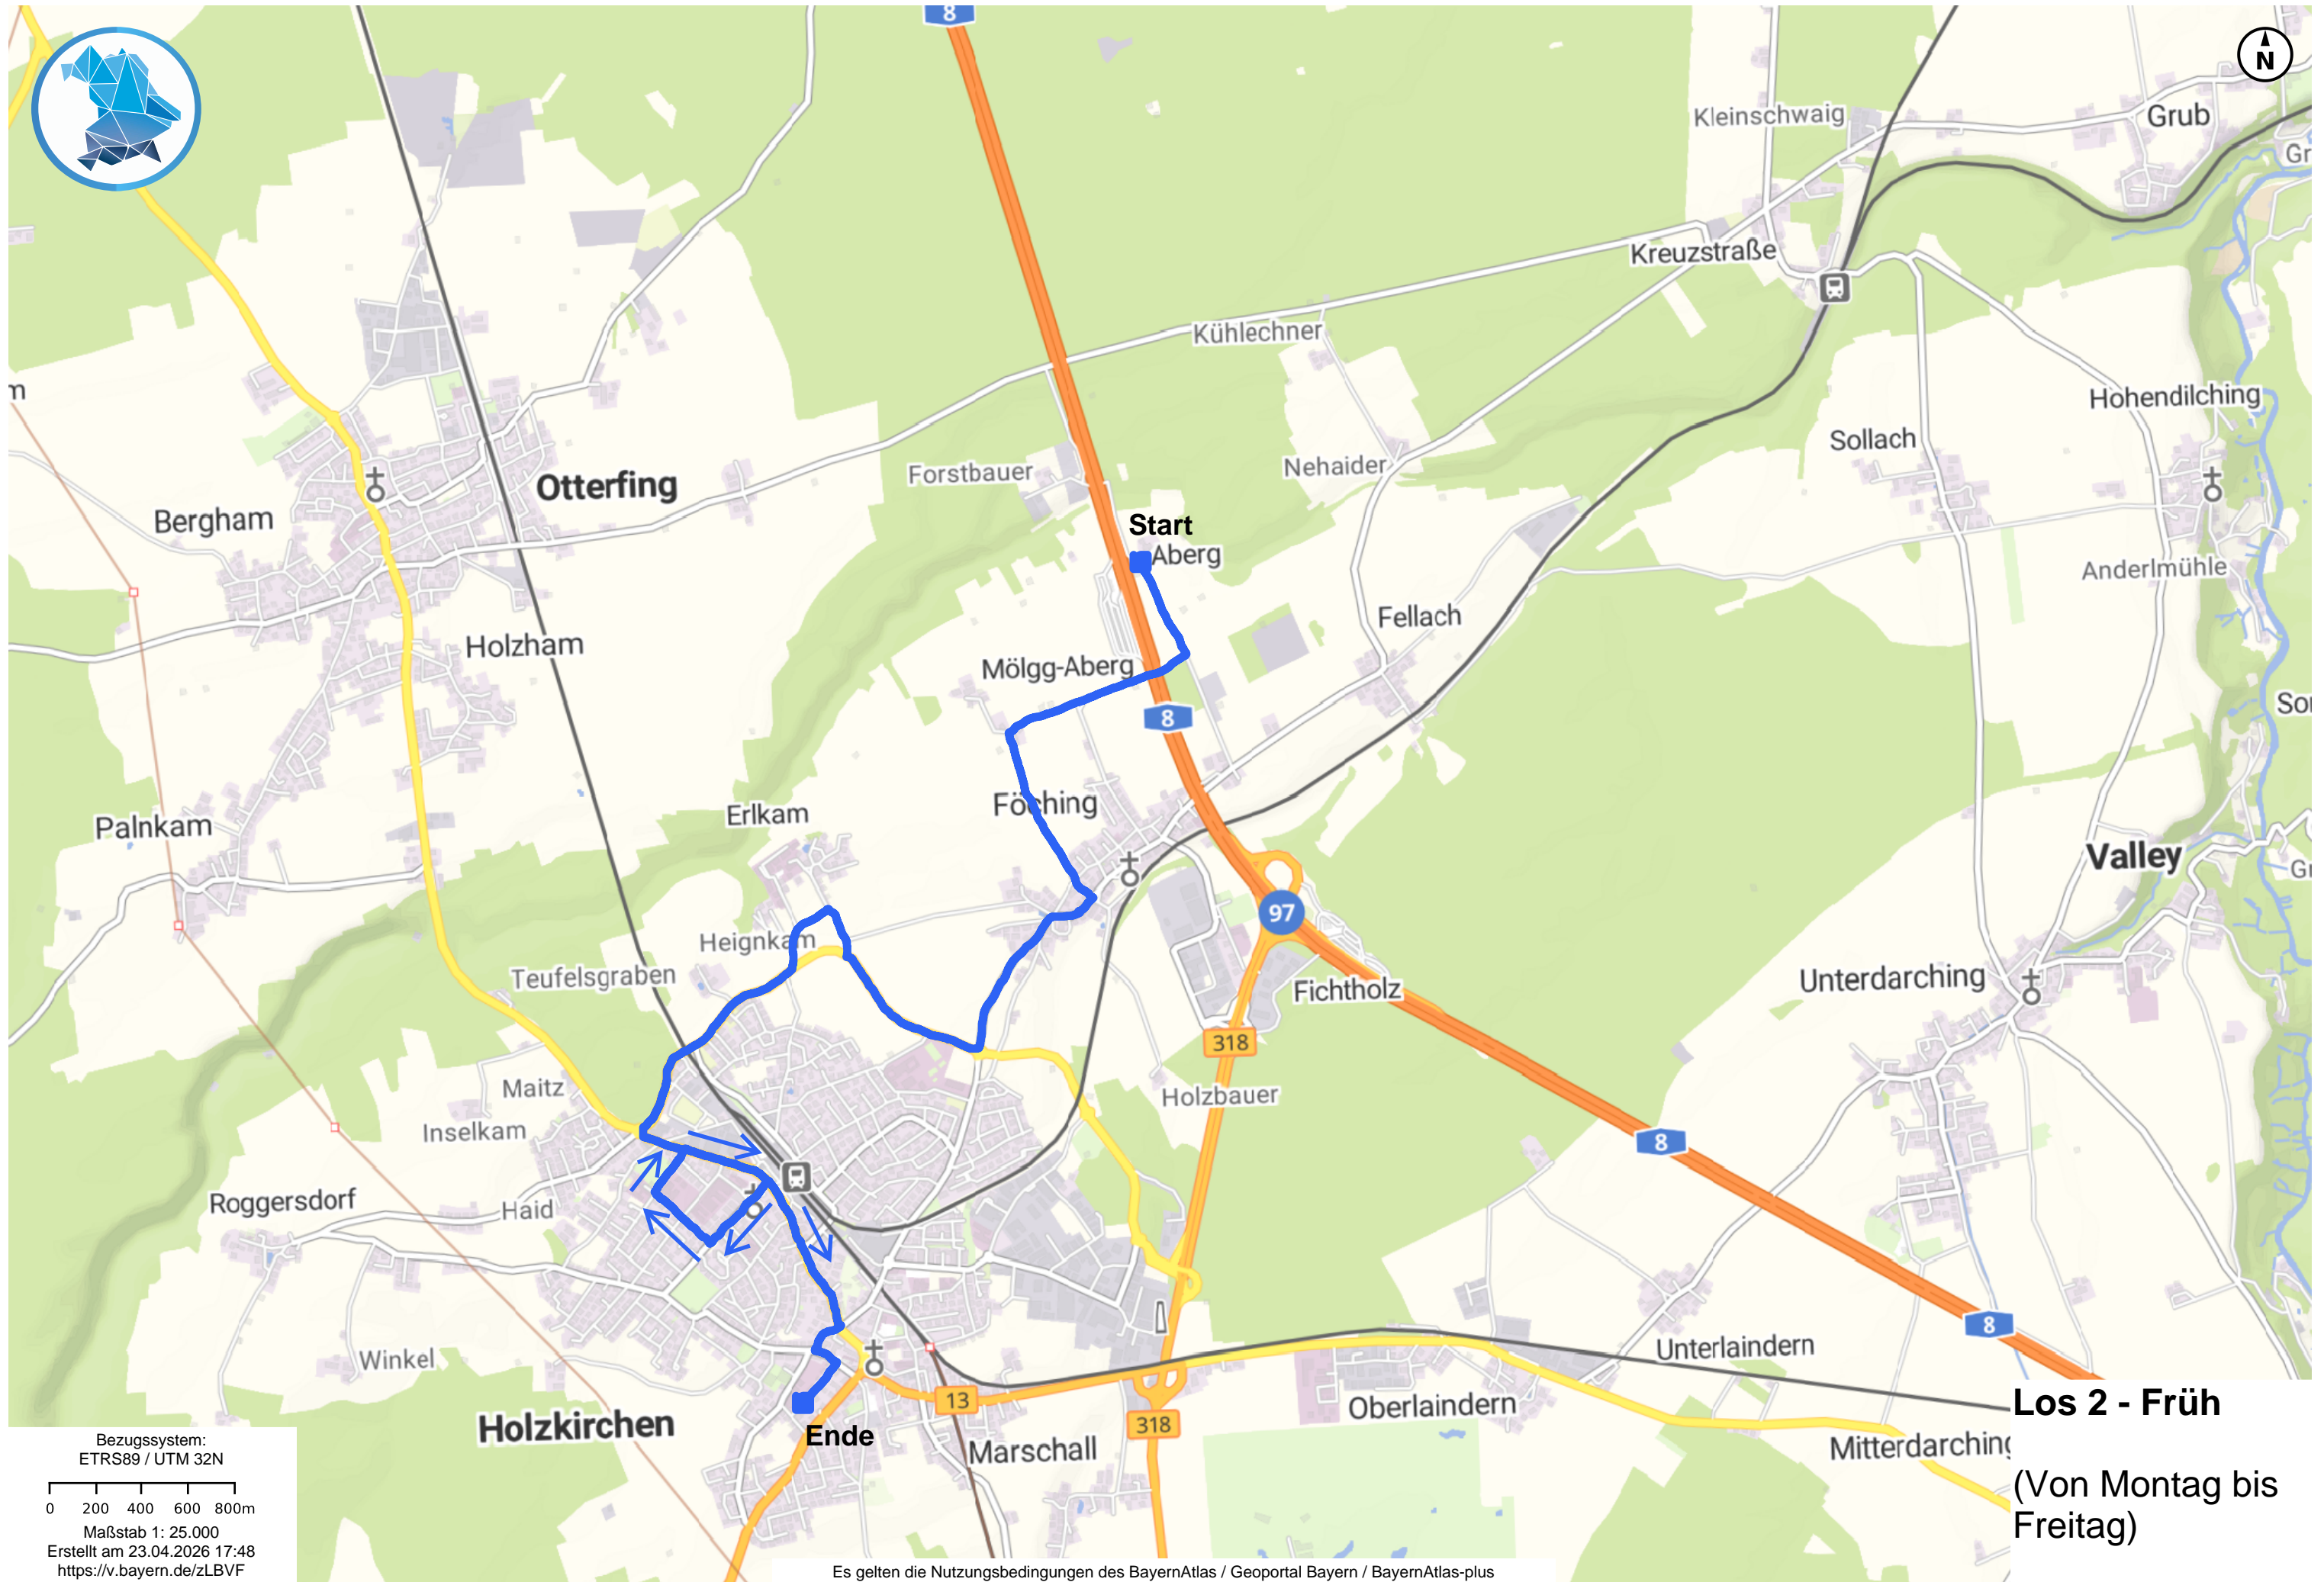 8
N
Kleinschwaig
Grub
Gr
Kreuzstraße
Kühlechner
m
Hohendilching
Sollach
Forstbauer
Nehaider
Otterfing
Bergham
Start
Aberg
Anderlmühle
Fellach
Holzham
Mölgg-Aberg
8
Föching
Erlkam
Palnkam
Valley
97
Heignkam
Teufelsgraben
Unterdarching
Fichtholz
318
Maitz
Holzbauer
Inselkam
8
Roggersdorf
Haid
8
Unterlaindern
Winkel
13
Oberlaindern
318
Holzkirchen
Ende
Marschall
Mitterdarching
Los 2 - Früh
(Von Montag bis
Freitag)
Bezugssystem:
ETRS89 / UTM 32N
0 200 400 600 800m
Maßstab 1: 25.000
Erstellt am 23.04.2026 17:48
https://v.bayern.de/zLBVF
Es gelten die Nutzungsbedingungen des BayernAtlas / Geoportal Bayern / BayernAtlas-plus